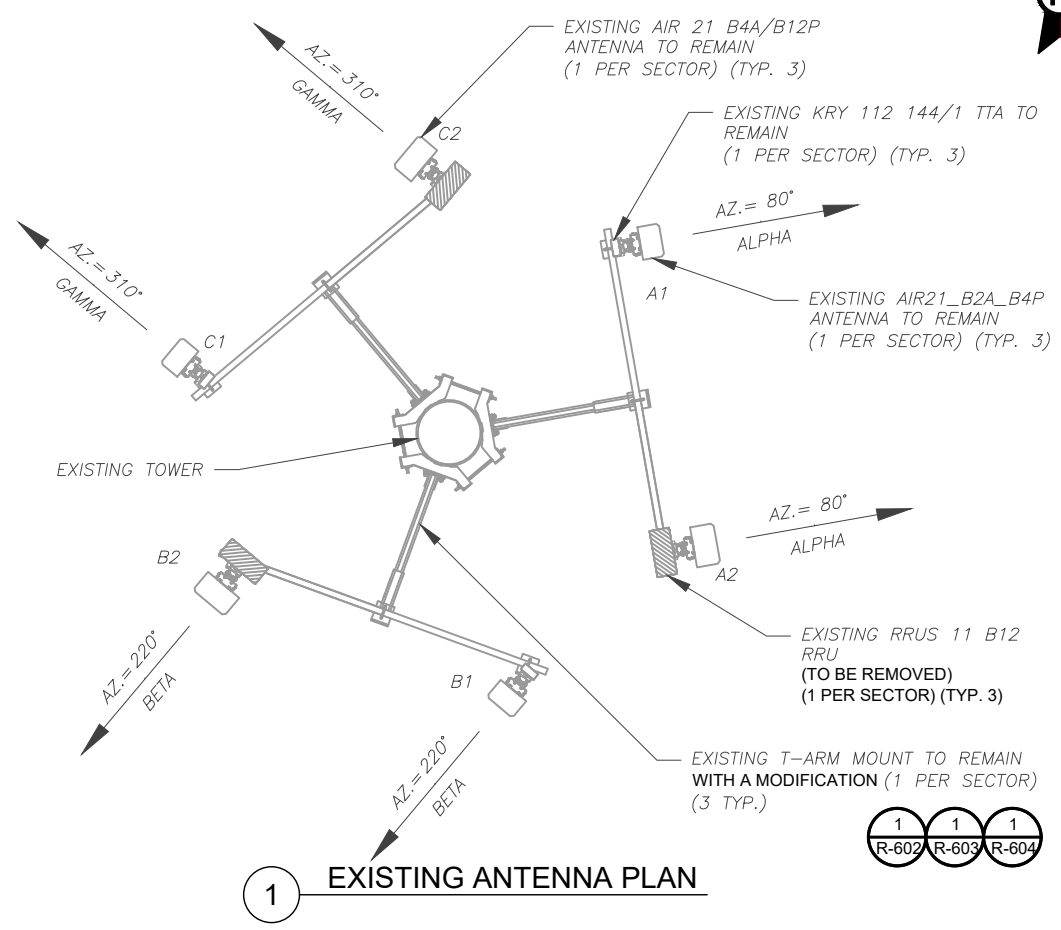 EXISTING AIR 21 B4A/B12P
ANTENNA TO REMAIN
(1 PER SECTOR) (TYP. 3)
AZ.= 310°
GAMMA
C2
EXISTING KRY 112 144/1 TTA TO
REMAIN
(1 PER SECTOR) (TYP. 3)
AZ.= 80°
ALPHA
A1
AZ.= 310°
GAMMA
C1
EXISTING AIR21_B2A_B4P
ANTENNA TO REMAIN
(1 PER SECTOR) (TYP. 3)
EXISTING TOWER
AZ.= 80°
ALPHA
A2
B2
AZ.= 220°
BETA
B1
AZ.= 220°
BETA
EXISTING RRUS 11 B12
RRU
(TO BE REMOVED)
(1 PER SECTOR) (TYP. 3)
EXISTING T-ARM MOUNT TO REMAIN
WITH A MODIFICATION (1 PER SECTOR)
(3 TYP.)
1
R-602
1
R-603
1
R-604
1
EXISTING ANTENNA PLAN